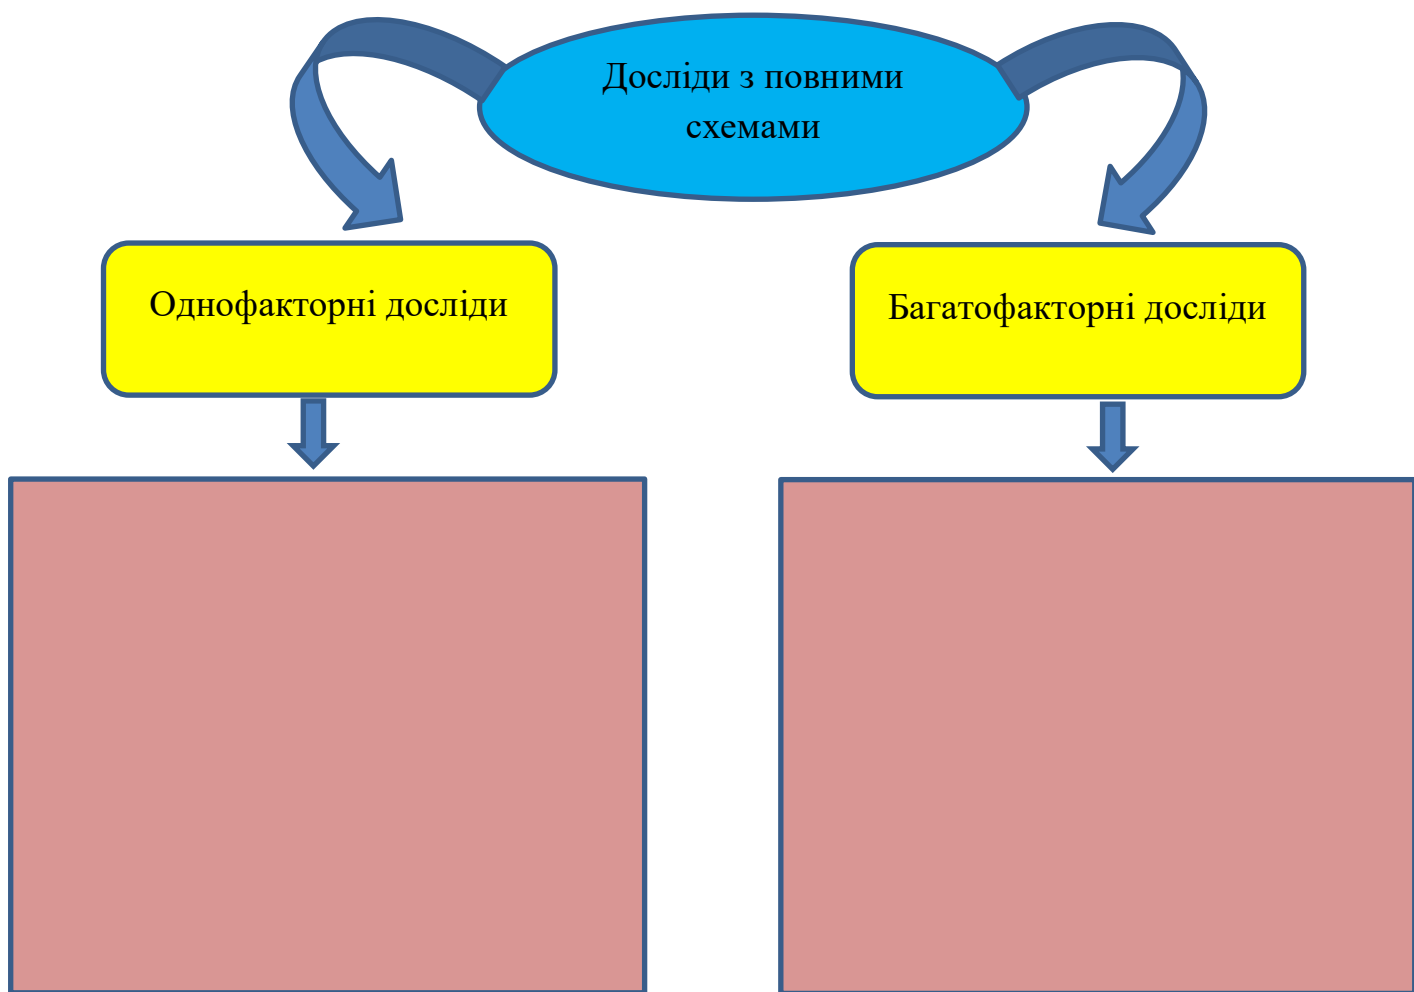 Досліди з повними
схемами
Однофакторні досліди
Багатофакторні досліди